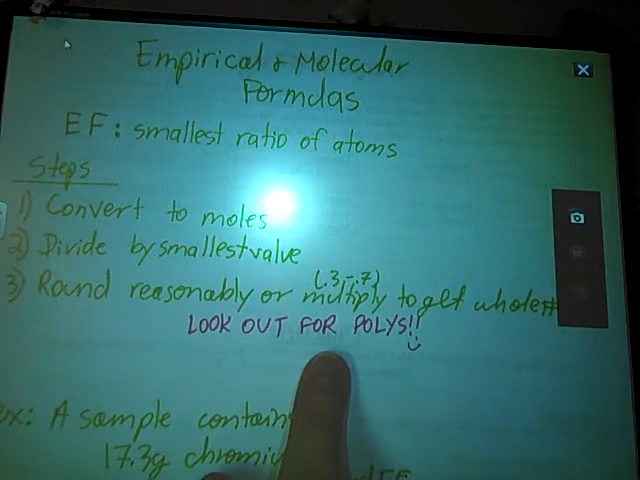 Empirical & Molecular
Formulas
EF: smallest ratio of atoms
Steps
1) Convert to moles
2) Divide by smallest value
(.3-.7)
3) Round reasonably or multiply to get whole#
LOOK OUT FOR POLYS!!
Ex: A sample contain
17.3g
EF